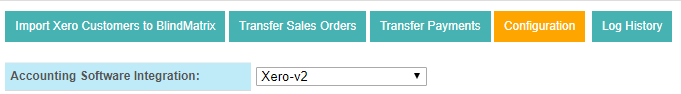 Import Xero Customers to BlindMatrix Transfer Sales Orders Transfer Payments Configuration Log History
Accounting Software Integration: Xero-v2